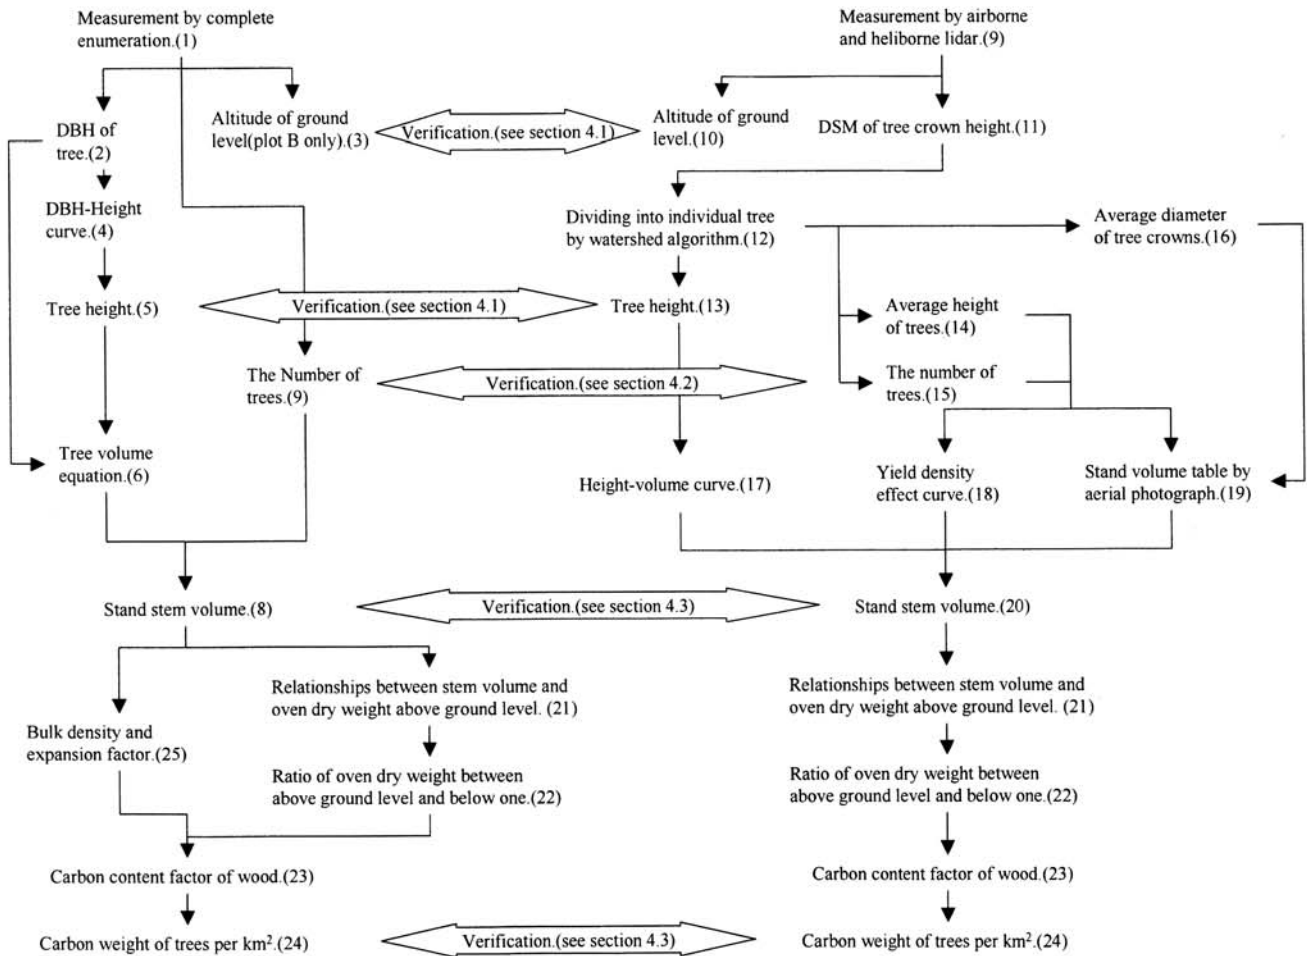 Measurement by complete
enumeration.(1)
Measurement by airborne
and heliborne lidar.(9)
DBH of
tree.(2)
Altitude of ground
level(plot B only).(3)
Verification.(see section 4.1)
Altitude of ground
level.(10)
DSM of tree crown height.(11)
DBH-Height
curve.(4)
Dividing into individual tree
by watershed algorithm.(12)
Average diameter
of tree crowns.(16)
Tree height.(5)
Verification.(see section 4.1)
Tree height.(13)
Average height
of trees.(14)
The Number of
trees.(9)
Verification.(see section 4.2)
The number of
trees.(15)
Tree volume
equation.(6)
Height-volume curve.(17)
Yield density
effect curve.(18)
Stand volume table by
aerial photograph.(19)
Stand stem volume.(8)
Verification.(see section 4.3)
Stand stem volume.(20)
Relationships between stem volume and
oven dry weight above ground level. (21)
Relationships between stem volume and
oven dry weight above ground level. (21)
Bulk density and
expansion factor.(25)
Ratio of oven dry weight between
above ground level and below one.(22)
Ratio of oven dry weight between
above ground level and below one.(22)
Carbon content factor of wood.(23)
Carbon content factor of wood.(23)
Carbon weight of trees per km².(24)
Verification.(see section 4.3)
Carbon weight of trees per km².(24)